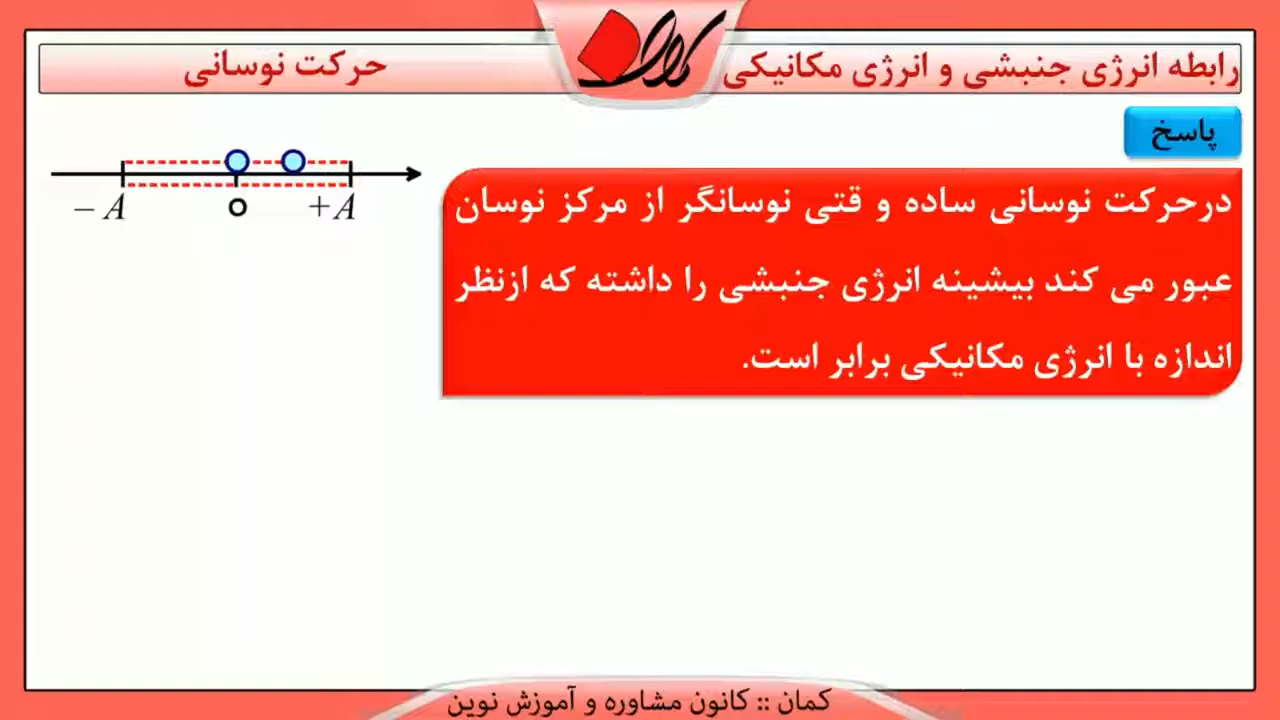 رابطه انرژی جنبشی و انرژی مکانیکی
کمان
حرکت نوسانی
پاسخ
درحرکت نوسانی ساده و قتی نوسانگر از مرکز نوسان
عبور می کند بیشینه انرژی جنبشی را داشته که ازنظر
اندازه با انرژی مکانیکی برابر است.
– A
o
+A
کمان :: کانون مشاوره و آموزش نوین